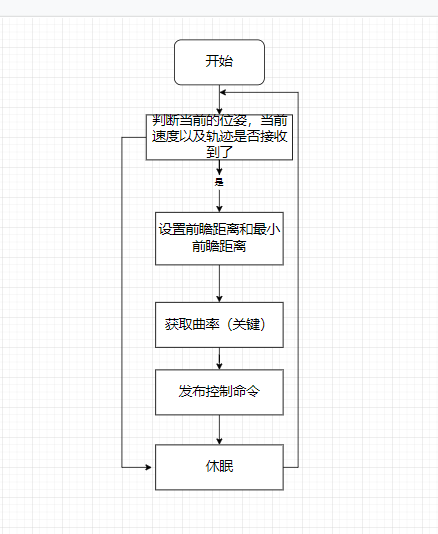 开始
判断当前的位姿，当前
速度以及轨迹是否接收
到了
是
设置前瞻距离和最小
前瞻距离
获取曲率（关键）
发布控制命令
休眠